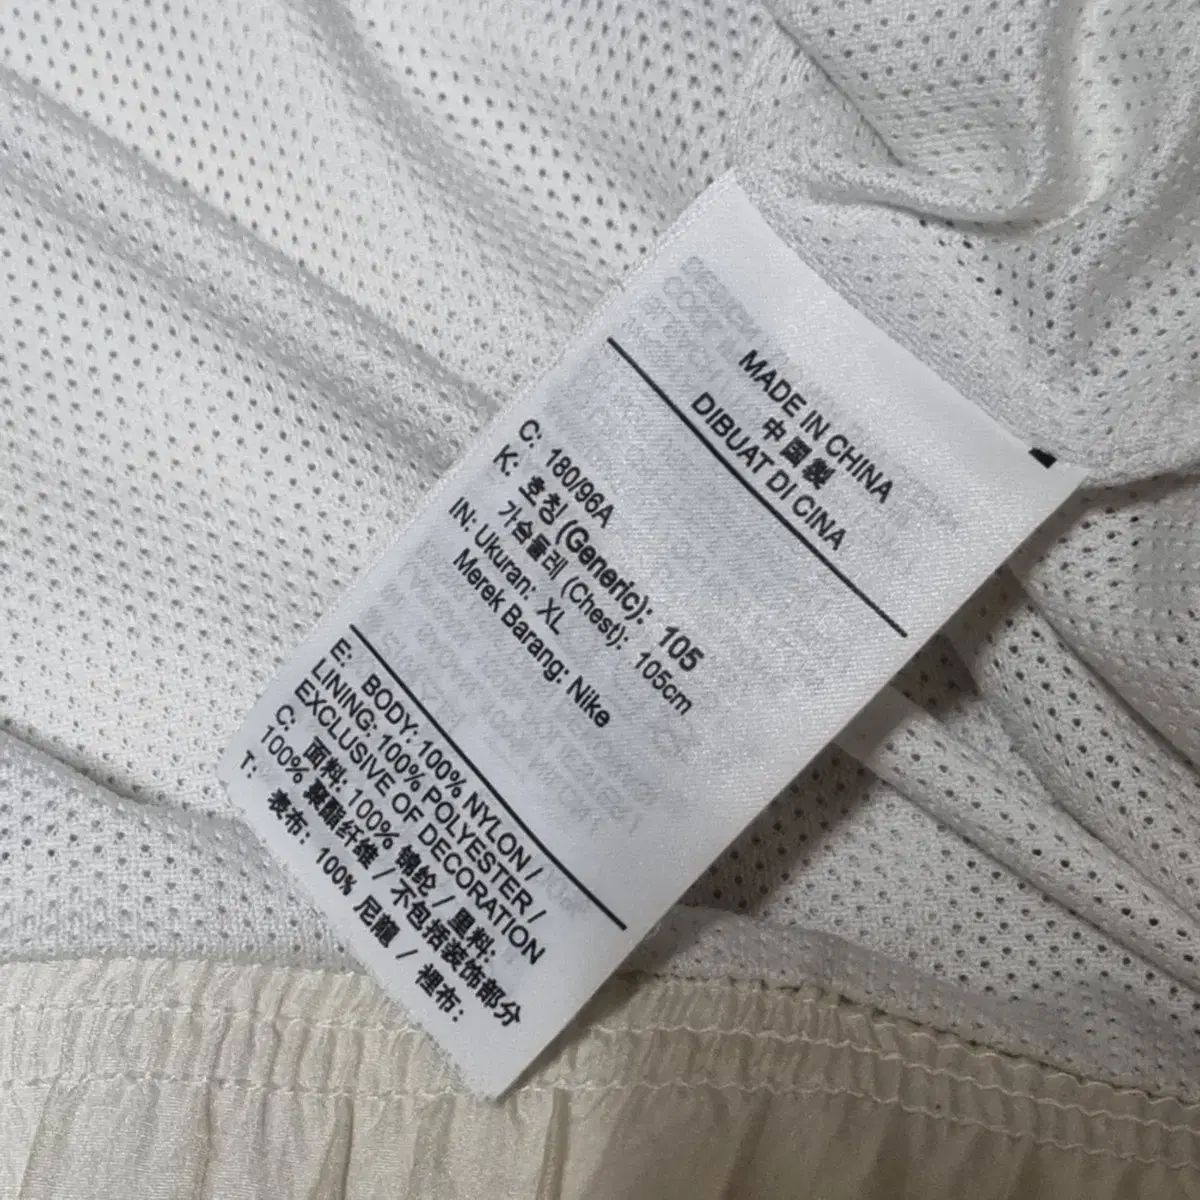 MADE IN CHINA
中國製
DIBUAT DI CINA
C: 180/96A
K: 호칭 (Generic): 105
가슴둘레 (Chest): 105cm
IN: Ukuran: XL
Merek Barang: Nike
E: BODY: 100% NYLON /
LINING: 100% POLYESTER /
EXCLUSIVE OF DECORATION
C: 面料: 100% 锦纶 / 里料:
100% 聚酯纤维 / 不包括装饰部分
T: 表布: 100% 尼龍 / 裡布: